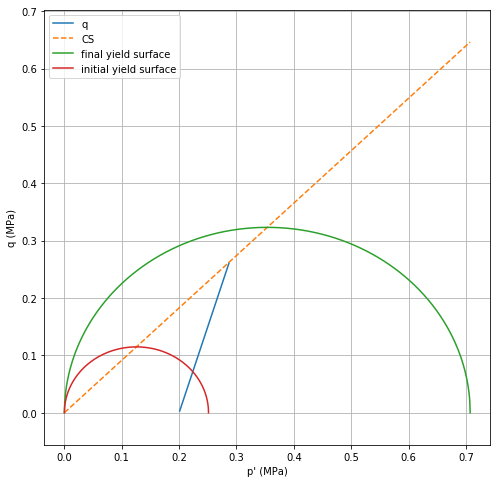 q
CS
final yield surface
initial yield surface
0.7
0.6
0.5
0.4
0.3
0.2
0.1
0.0
q (MPa)
0.0 0.1 0.2 0.3 0.4 0.5 0.6 0.7
p' (MPa)